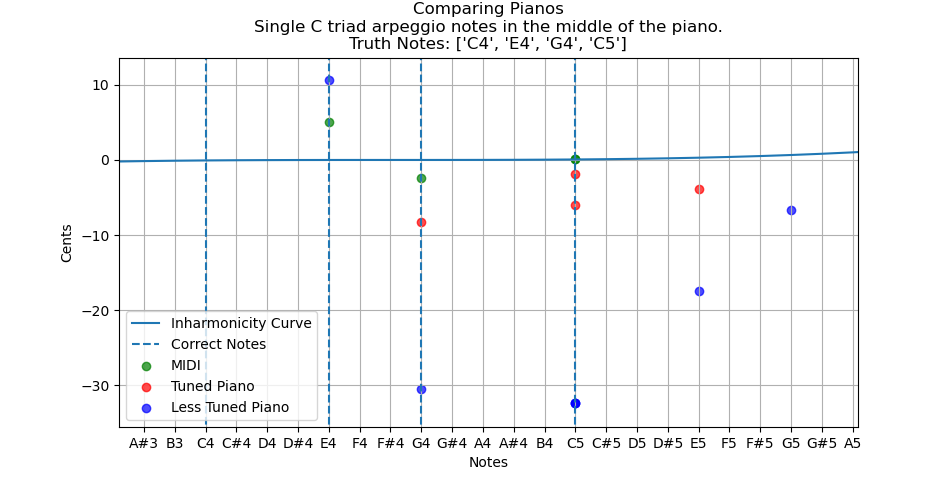 Comparing Pianos
Single C triad arpeggio notes in the middle of the piano.
Truth Notes: ['C4', 'E4', 'G4', 'C5']
10
0
−10
−20
−30
Cents
Inharmonicity Curve
Correct Notes
MIDI
Tuned Piano
Less Tuned Piano
A#3 B3 C4 C#4 D4 D#4 E4 F4 F#4 G4 G#4 A4 A#4 B4 C5 C#5 D5 D#5 E5 F5 F#5 G5 G#5 A5
Notes